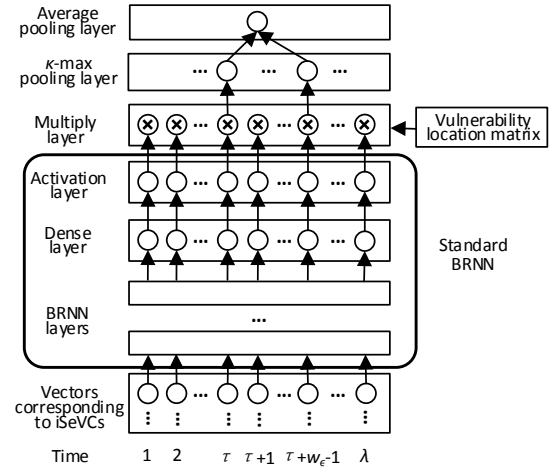 Average
pooling layer
κ-max
pooling layer
... ... ...
Multiply
layer
... ... ...
Vulnerability
location matrix
Activation
layer
... ... ...
Dense
layer
... ... ...
Standard
BRNN
BRNN
layers
...
Vectors
corresponding
to iSeVCs
... ... ...
Time 1 2 τ τ+1 τ+wϵ-1 λ